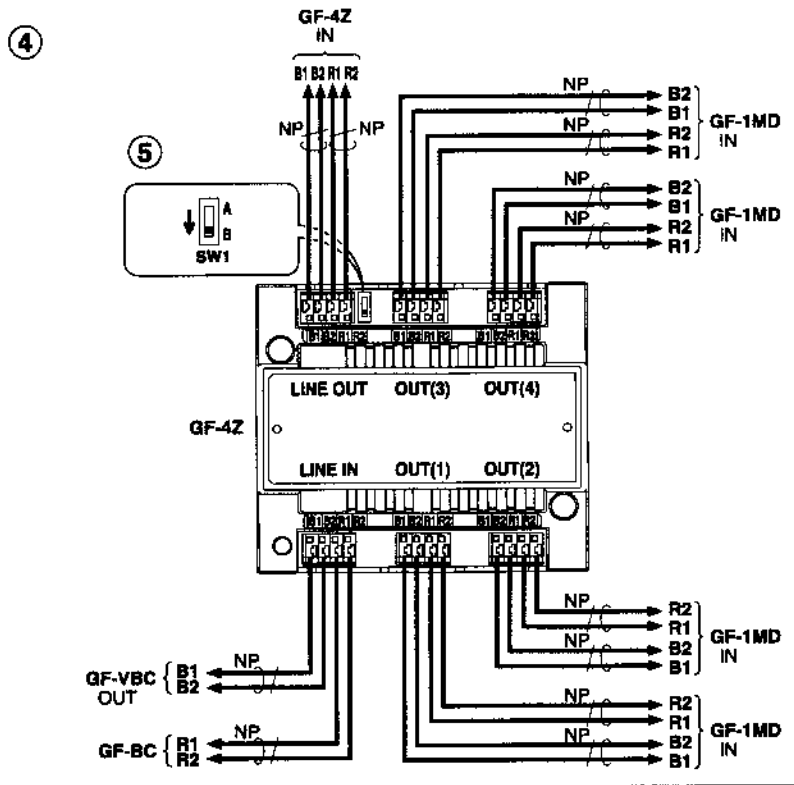 ④
GF-4Z
IN
B1 B2 R1 R2
NP NP
⑤
A
B
SW1
NP
B2
B1
R2
R1
NP
GF-1MD
IN
NP
B2
B1
R2
R1
NP
GF-1MD
IN
B1 B2 R1 R2 B1 B2 R1 R2 B1 B2 R1 R2
LINE OUT OUT(3) OUT(4)
GF-4Z
LINE IN OUT(1) OUT(2)
B1 B2 R1 R2 B1 B2 R1 R2 B1 B2 R1 R2
NP
R2
R1
NP
B2
B1
GF-1MD
IN
GF-VBC
OUT
B1
B2
NP
NP
R2
R1
NP
B2
B1
GF-1MD
IN
GF-BC
R1
R2
NP